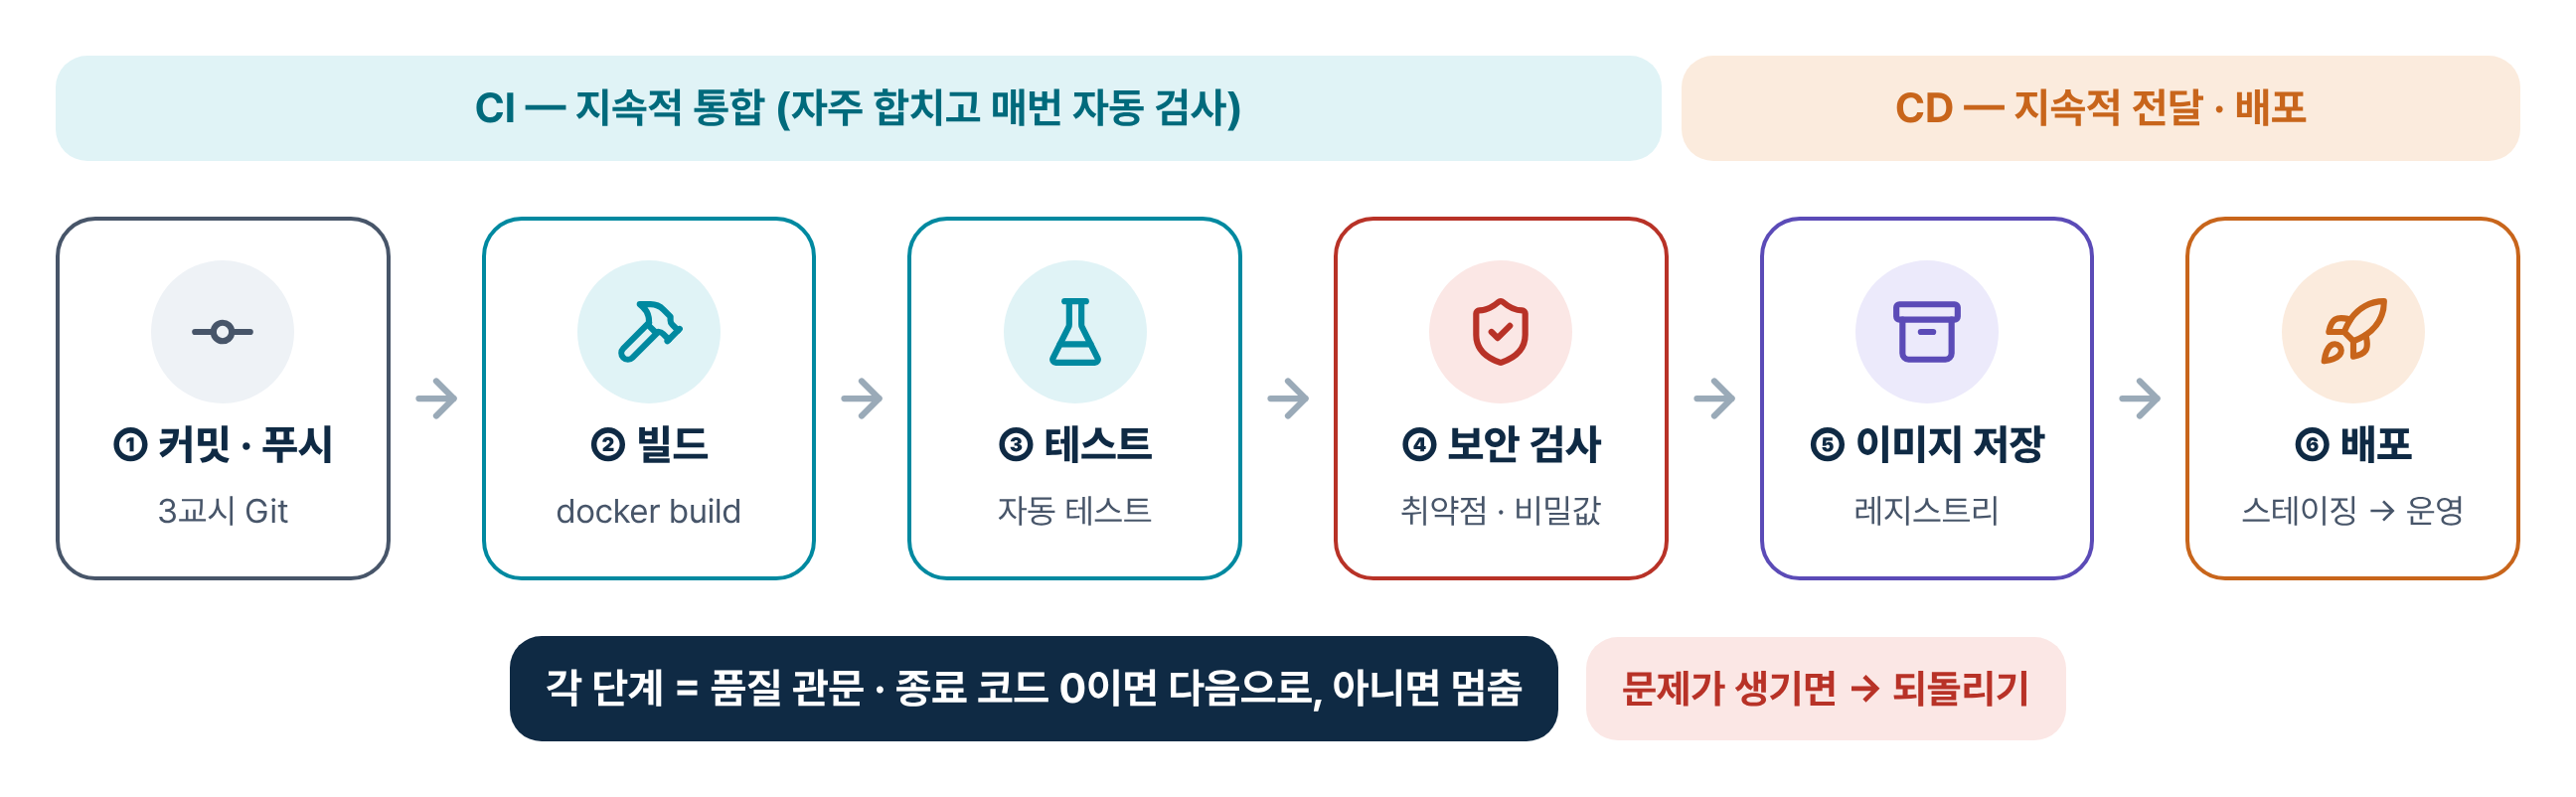 CI — 지속적 통합 (자주 합치고 매번 자동 검사)
CD — 지속적 전달 · 배포
① 커밋 · 푸시
3교시 Git
② 빌드
docker build
③ 테스트
자동 테스트
④ 보안 검사
취약점 · 비밀값
⑤ 이미지 저장
레지스트리
⑥ 배포
스테이징 → 운영
각 단계 = 품질 관문 · 종료 코드 0이면 다음으로, 아니면 멈춤
문제가 생기면 → 되돌리기